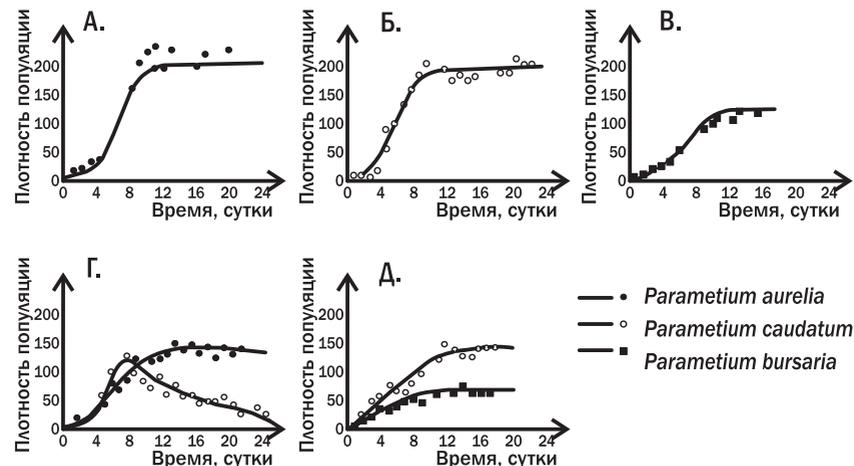 А.
Плотность популяции
200
150
100
50
0
0 4 8 12 16 20 24
Время, сутки
Б.
Плотность популяции
200
150
100
50
0
0 4 8 12 16 20 24
Время, сутки
В.
Плотность популяции
200
150
100
50
0
0 4 8 12 16 20 24
Время, сутки
Г.
Плотность популяции
200
150
100
50
0
0 4 8 12 16 20 24
Время, сутки
Д.
Плотность популяции
200
150
100
50
0
0 4 8 12 16 20 24
Время, сутки
Parametium aurelia
Parametium caudatum
Parametium bursaria